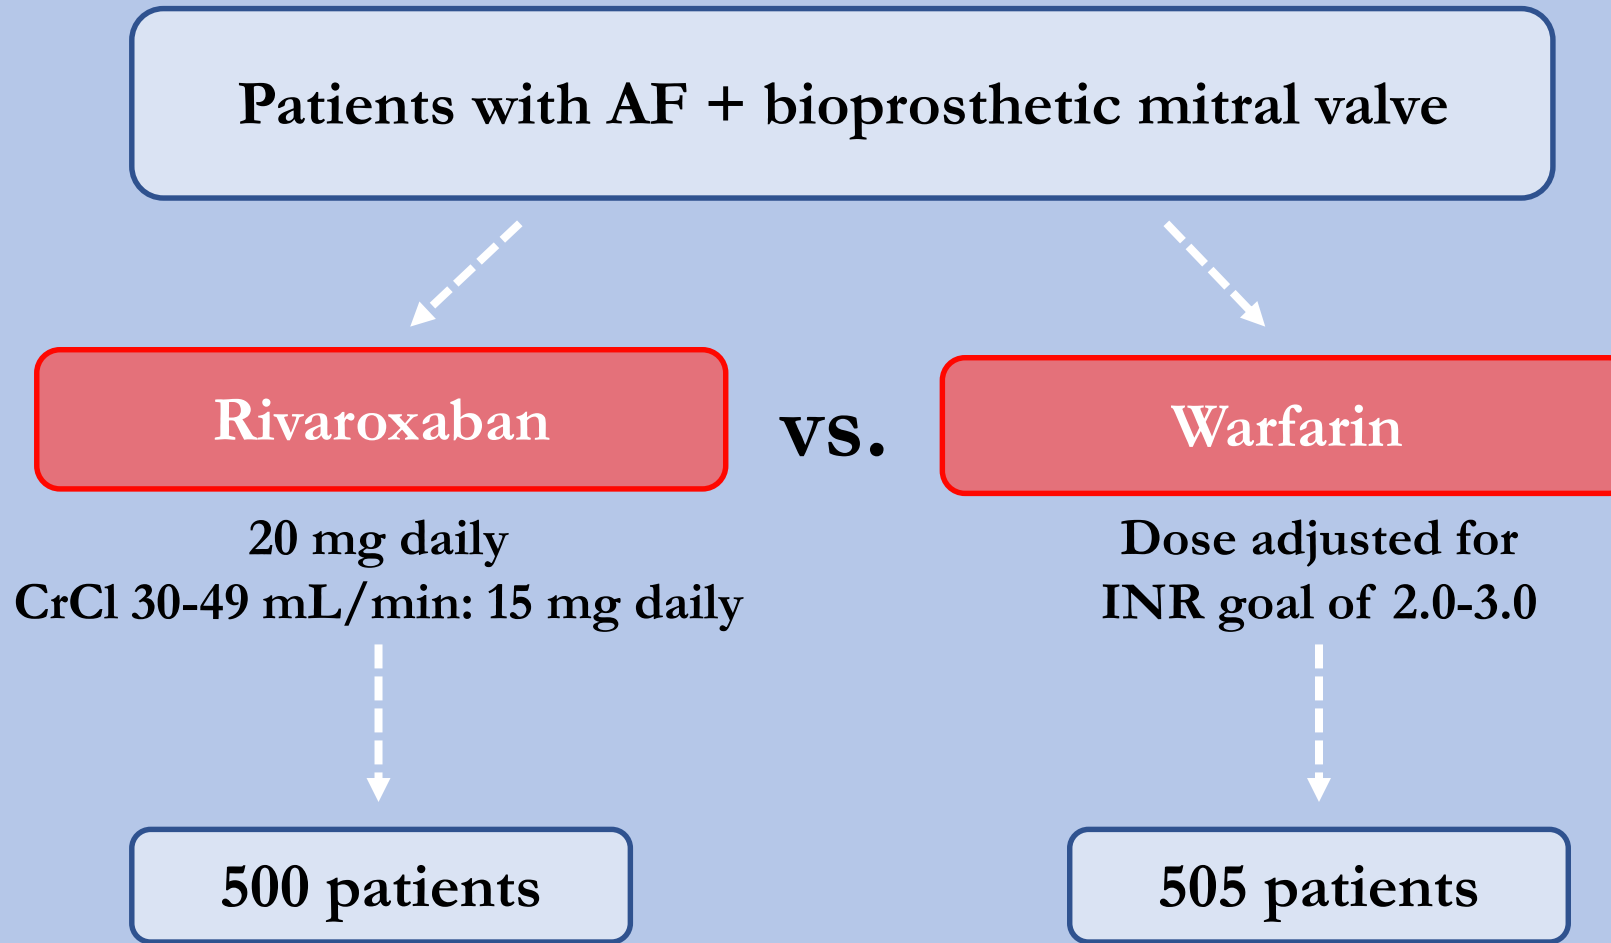 Patients with AF + bioprosthetic mitral valve
Rivaroxaban
vs.
Warfarin
20 mg daily
CrCl 30-49 mL/min: 15 mg daily
Dose adjusted for
INR goal of 2.0-3.0
500 patients
505 patients